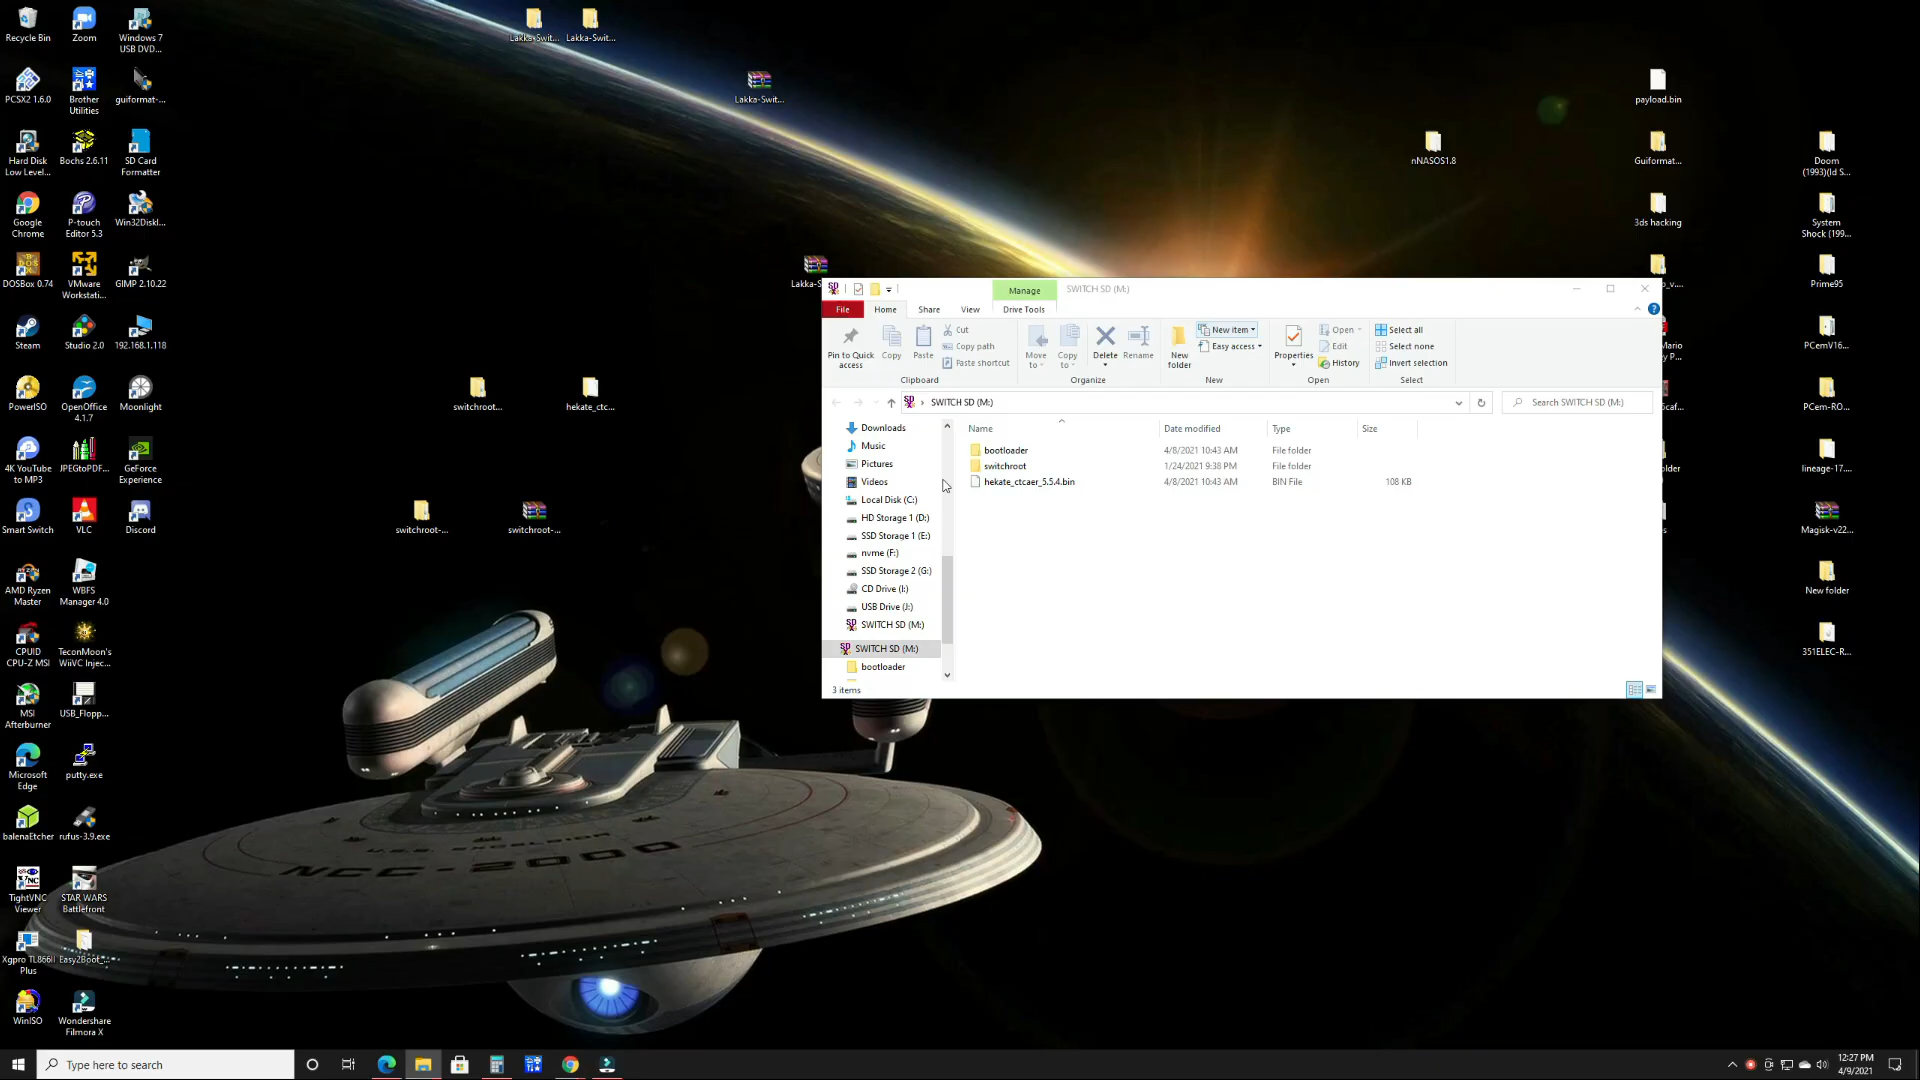 Recycle Bin
Zoom
Windows 7
USB DVD...
Lakka-Swit...
Lakka-Swit...
PCSX2 1.6.0
Brother
Utilities
guiformat-...
Lakka-Swit...
payload.bin
Hard Disk
Low Level...
Bochs 2.6.11
SD Card
Formatter
nNASOS1.8
Guiformat...
Doom
(1993)(Id S...
Google
Chrome
P-touch
Editor 5.3
Win32DiskI...
3ds hacking
System
Shock (199...
DOSBox 0.74
VMware
Workstati...
GIMP 2.10.22
Prime95
Steam
Studio 2.0
192.168.1.118
PCemV16...
PowerISO
OpenOffice
4.1.7
Moonlight
switchroot...
hekate_ctc...
PCem-RO...
4K YouTube
to MP3
JPEGtoPDF...
GeForce
Experience
lineage-17....
Smart Switch
VLC
Discord
switchroot-...
switchroot-...
Magisk-v22...
AMD Ryzen
Master
WBFS
Manager 4.0
New folder
CPUID
CPU-Z MSI
TeconMoon's
WiiVC Injec...
351ELEC-R...
MSI
Afterburner
USB_Flopp...
Microsoft
Edge
putty.exe
balenaEtcher
rufus-3.9.exe
TightVNC
Viewer
STAR WARS
Battlefront
Xgpro TL866II
Plus
Easy2Boot_...
WinISO
Wondershare
Filmora X
Manage
SWITCH SD (M:)
File
Home
Share
View
Drive Tools
Pin to Quick
access
Copy
Paste
Cut
Copy path
Paste shortcut
Clipboard
Move
to
Copy
to
Delete
Rename
Organize
New
folder
New item
Easy access
New
Properties
Open
Edit
History
Open
Select all
Select none
Invert selection
Select
SWITCH SD (M:)
Search SWITCH SD (M:)
Downloads
Music
Pictures
Videos
Local Disk (C:)
HD Storage 1 (D:)
SSD Storage 1 (E:)
nvme (F:)
SSD Storage 2 (G:)
CD Drive (I:)
USB Drive (J:)
SWITCH SD (M:)
SWITCH SD (M:)
bootloader
Name Date modified Type Size
bootloader 4/8/2021 10:43 AM File folder
switchroot 1/24/2021 9:38 PM File folder
hekate_ctcaer_5.5.4.bin 4/8/2021 10:43 AM BIN File 108 KB
3 items
U.S.S. EXCELSIOR
NCC-2000
Type here to search
12:27 PM
4/9/2021